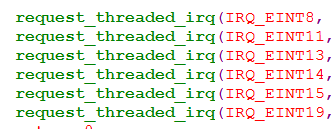 request_threaded_irq(IRQ_EINT8,
request_threaded_irq(IRQ_EINT11,
request_threaded_irq(IRQ_EINT13,
request_threaded_irq(IRQ_EINT14,
request_threaded_irq(IRQ_EINT15,
request_threaded_irq(IRQ_EINT19,